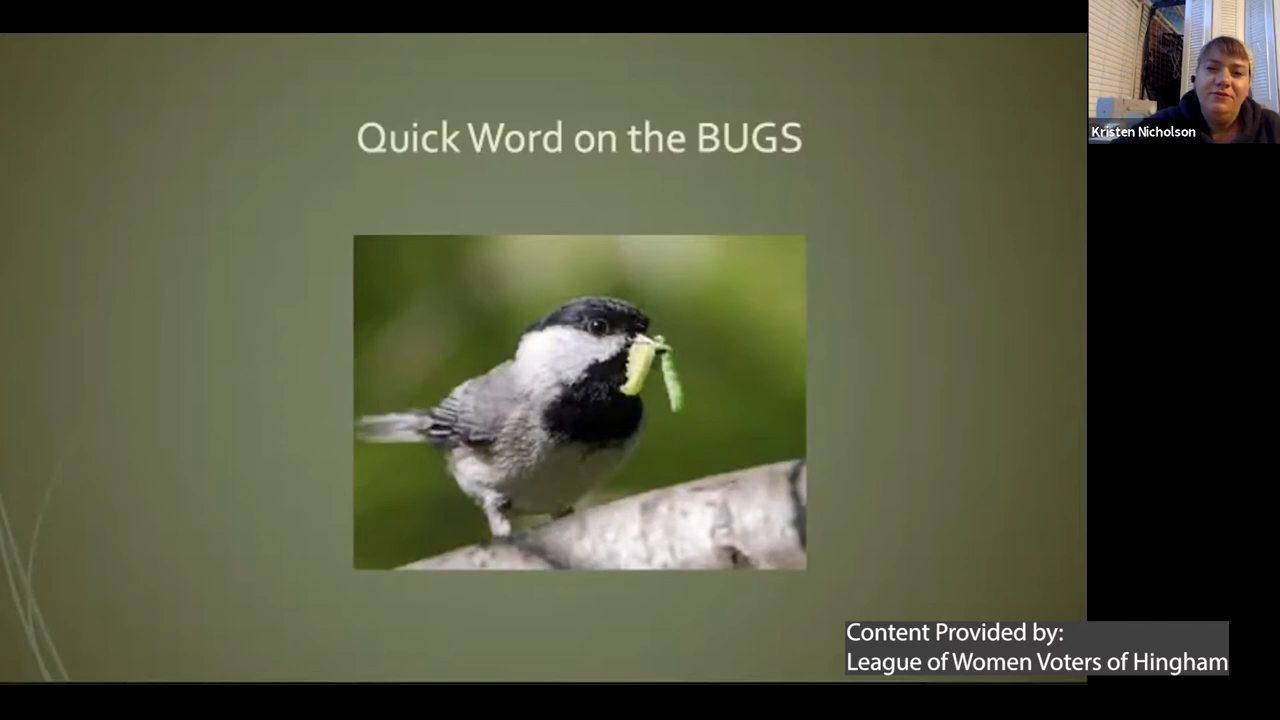 Quick Word on the BUGS
Kristen Nicholson
Content Provided by:
League of Women Voters of Hingham